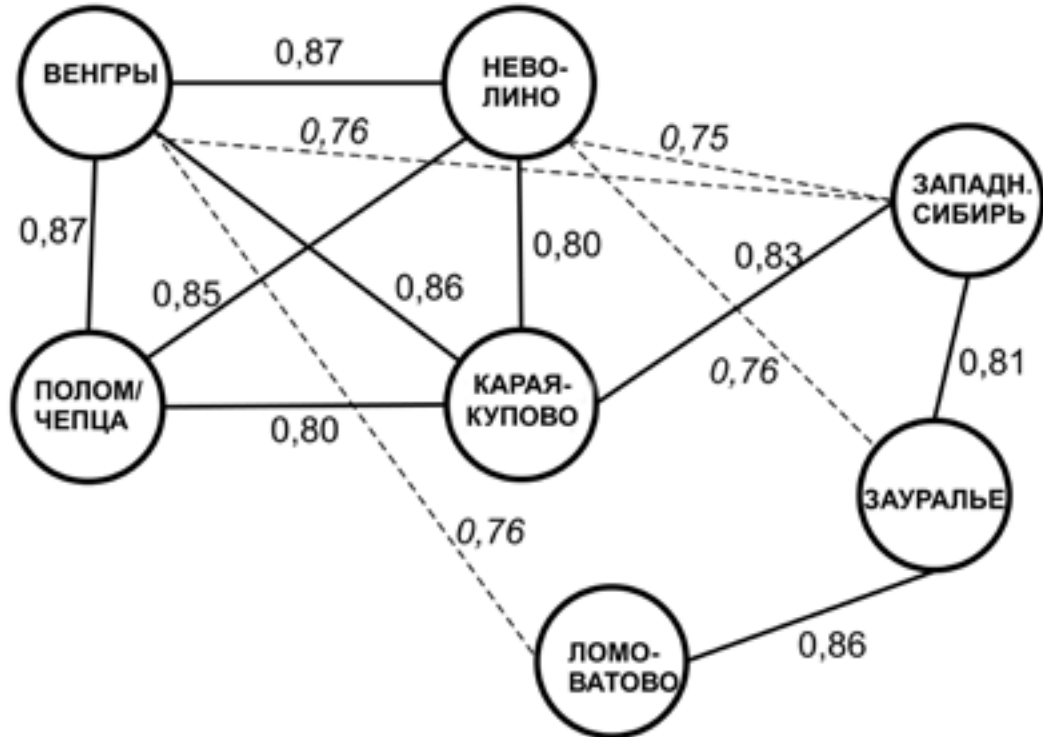 0,87
ВЕНГРЫ
НЕВО-
ЛИНО
0,76
0,75
ЗАПАДН.
СИБИРЬ
0,87
0,80
0,83
0,85
0,86
0,76
0,81
ПОЛОМ/
ЧЕПЦА
КАРАЯ-
КУПОВО
0,80
ЗАУРАЛЬЕ
0,76
ЛОМО-
ВАТОВО
0,86